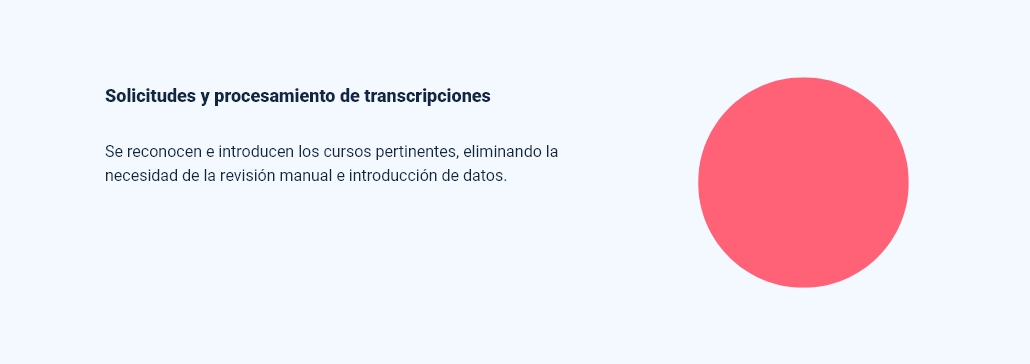 Solicitudes y procesamiento de transcripciones
Se reconocen e introducen los cursos pertinentes, eliminando la
necesidad de la revisión manual e introducción de datos.